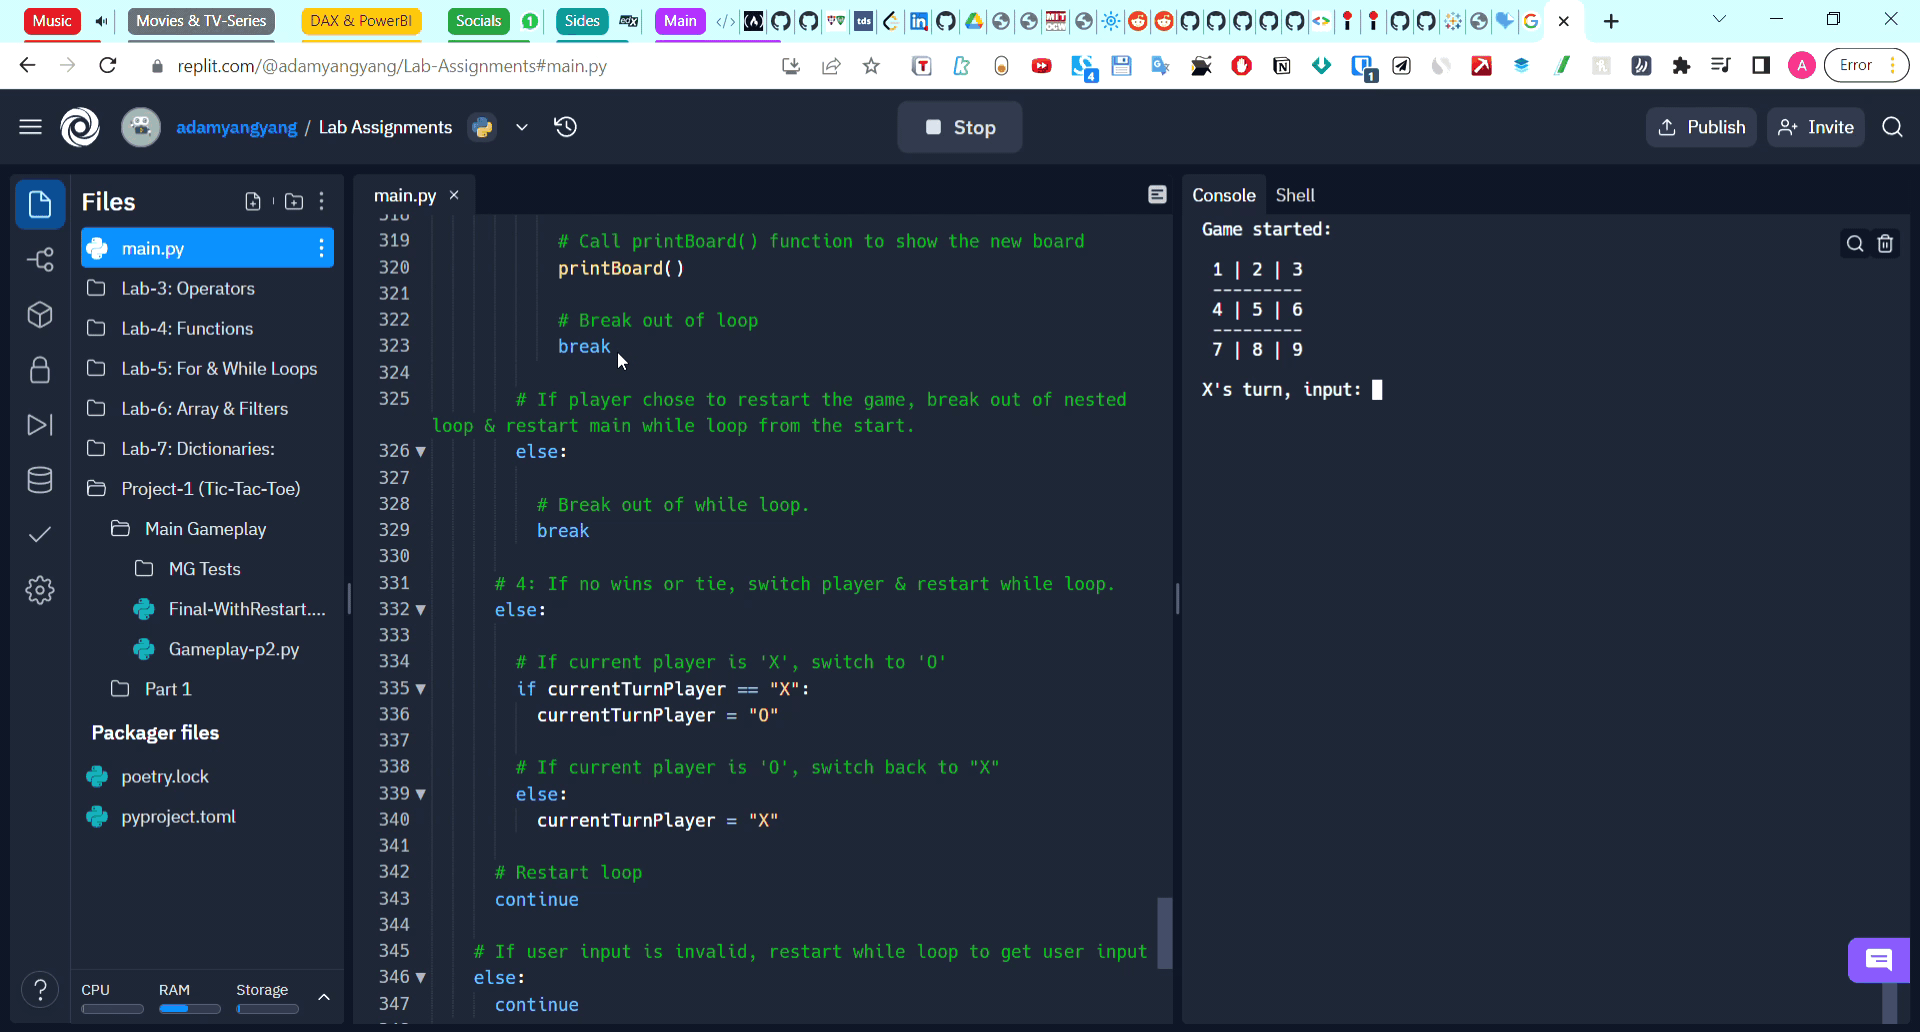 Music
Movies & TV-Series
DAX & PowerBI
Socials
1
Sides
edX
Main
tds
in
MIT
G
replit.com/@adamyangyang/Lab-Assignments#main.py
T
4
1
A
Error
adamyangyang / Lab Assignments
Stop
Publish
Invite
Files
main.py
Lab-3: Operators
Lab-4: Functions
Lab-5: For & While Loops
Lab-6: Array & Filters
Lab-7: Dictionaries:
Project-1 (Tic-Tac-Toe)
Main Gameplay
MG Tests
Final-WithRestart....
Gameplay-p2.py
Part 1
Packager files
poetry.lock
pyproject.toml
CPU
RAM
Storage
?
main.py
318
319 # Call printBoard() function to show the new board
320 printBoard()
321
322 # Break out of loop
323 break
324
325 # If player chose to restart the game, break out of nested
loop & restart main while loop from the start.
326 else:
327
328 # Break out of while loop.
329 break
330
331 # 4: If no wins or tie, switch player & restart while loop.
332 else:
333
334 # If current player is 'X', switch to 'O'
335 if currentTurnPlayer == "X":
336 currentTurnPlayer = "O"
337
338 # If current player is 'O', switch back to "X"
339 else:
340 currentTurnPlayer = "X"
341
342 # Restart loop
343 continue
344
345 # If user input is invalid, restart while loop to get user input
346 else:
347 continue
Console
Shell
Game started:
1 | 2 | 3
---------
4 | 5 | 6
---------
7 | 8 | 9
X's turn, input: